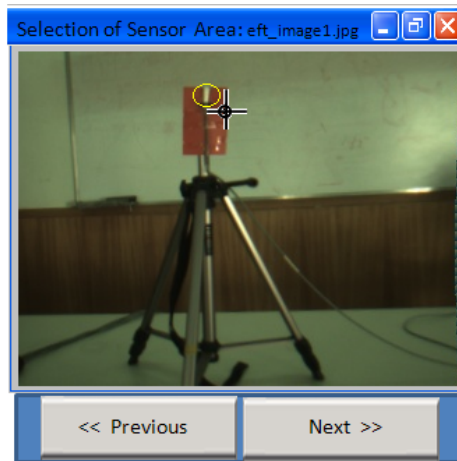 Selection of Sensor Area: eft_image1.jpg
<< Previous
Next >>